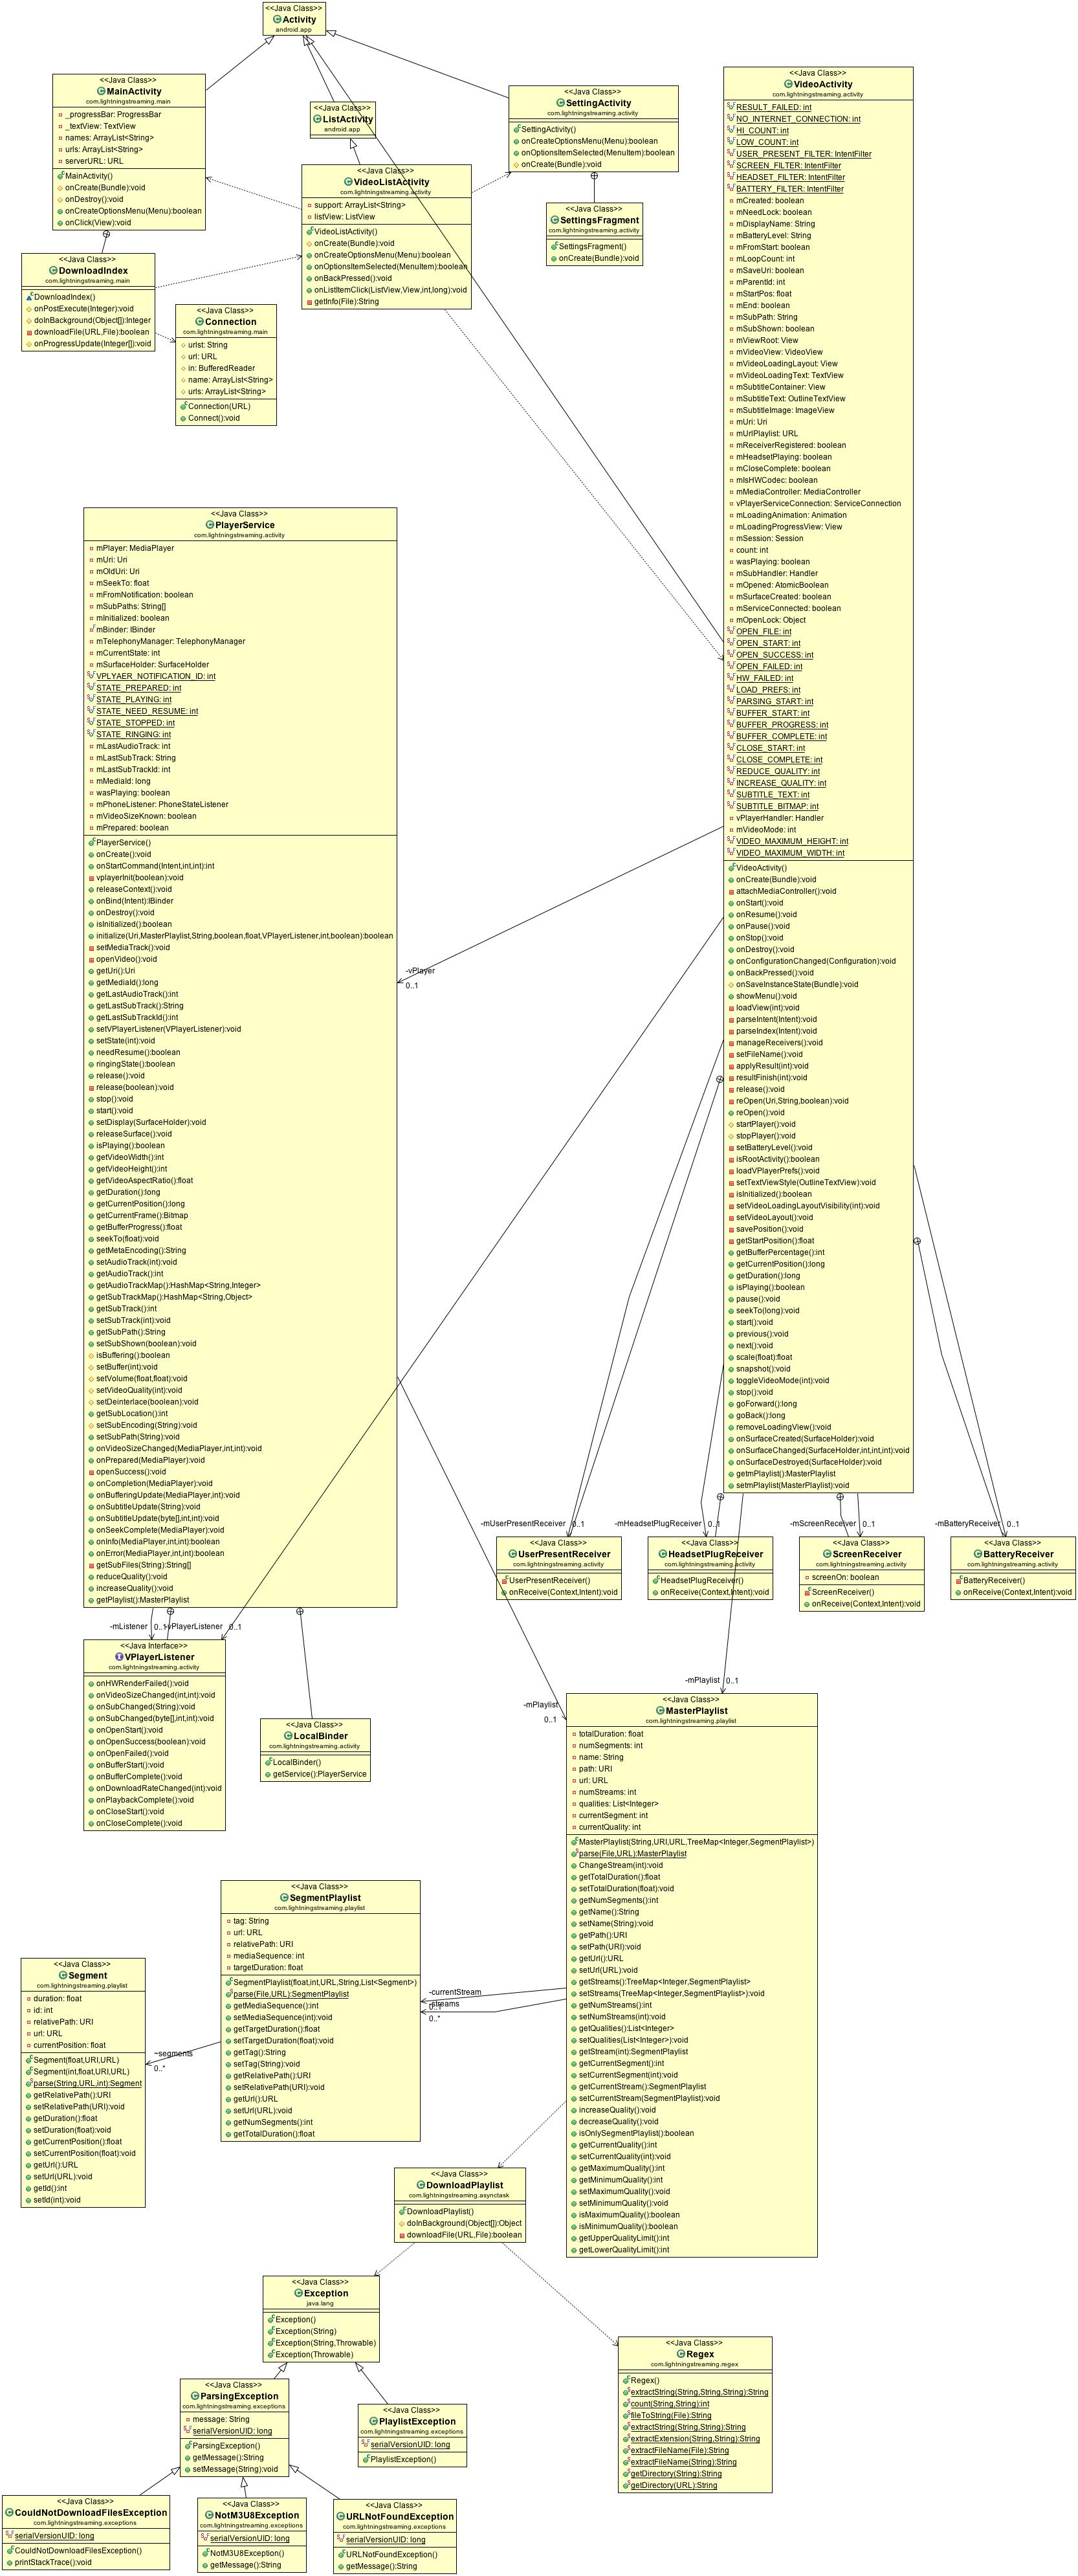 <<Java Class>>
Activity
android.app
<<Java Class>>
MainActivity
com.lightningstreaming.main
_progressBar: ProgressBar
_textView: TextView
names: ArrayList<String>
urls: ArrayList<String>
serverURL: URL
MainActivity()
onCreate(Bundle):void
onDestroy():void
onCreateOptionsMenu(Menu):boolean
onClick(View):void
<<Java Class>>
ListActivity
android.app
<<Java Class>>
SettingActivity
com.lightningstreaming.activity
SettingActivity()
onCreateOptionsMenu(Menu):boolean
onOptionsItemSelected(MenuItem):boolean
onCreate(Bundle):void
<<Java Class>>
VideoListActivity
com.lightningstreaming.activity
support: ArrayList<String>
listView: ListView
VideoListActivity()
onCreate(Bundle):void
onCreateOptionsMenu(Menu):boolean
onOptionsItemSelected(MenuItem):boolean
onBackPressed():void
onListItemClick(ListView,View,int,long):void
getInfo(File):String
<<Java Class>>
SettingsFragment
com.lightningstreaming.activity
SettingsFragment()
onCreate(Bundle):void
<<Java Class>>
DownloadIndex
com.lightningstreaming.main
DownloadIndex()
onPostExecute(Integer):void
doInBackground(Object[]):Integer
downloadFile(URL,File):boolean
onProgressUpdate(Integer[]):void
<<Java Class>>
Connection
com.lightningstreaming.main
urlst: String
url: URL
in: BufferedReader
name: ArrayList<String>
urls: ArrayList<String>
Connection(URL)
Connect():void
<<Java Class>>
VideoActivity
com.lightningstreaming.activity
RESULT_FAILED: int
NO_INTERNET_CONNECTION: int
HI_COUNT: int
LOW_COUNT: int
USER_PRESENT_FILTER: IntentFilter
SCREEN_FILTER: IntentFilter
HEADSET_FILTER: IntentFilter
BATTERY_FILTER: IntentFilter
mCreated: boolean
mNeedLock: boolean
mDisplayName: String
mBatteryLevel: String
mFromStart: boolean
mLoopCount: int
mSaveUri: boolean
mParentId: int
mStartPos: float
mEnd: boolean
mSubPath: String
mSubShown: boolean
mViewRoot: View
mVideoView: VideoView
mVideoLoadingLayout: View
mVideoLoadingText: TextView
mSubtitleContainer: View
mSubtitleText: OutlineTextView
mSubtitleImage: ImageView
mUri: Uri
mUrlPlaylist: URL
mReceiverRegistered: boolean
mHeadsetPlaying: boolean
mCloseComplete: boolean
mIsHWCodec: boolean
mMediaController: MediaController
vPlayerServiceConnection: ServiceConnection
mLoadingAnimation: Animation
mLoadingProgressView: View
mSession: Session
count: int
wasPlaying: boolean
mSubHandler: Handler
mOpened: AtomicBoolean
mSurfaceCreated: boolean
mServiceConnected: boolean
mOpenLock: Object
OPEN_FILE: int
OPEN_START: int
OPEN_SUCCESS: int
OPEN_FAILED: int
HW_FAILED: int
LOAD_PREFS: int
PARSING_START: int
BUFFER_START: int
BUFFER_PROGRESS: int
BUFFER_COMPLETE: int
CLOSE_START: int
CLOSE_COMPLETE: int
REDUCE_QUALITY: int
INCREASE_QUALITY: int
SUBTITLE_TEXT: int
SUBTITLE_BITMAP: int
vPlayerHandler: Handler
mVideoMode: int
VIDEO_MAXIMUM_HEIGHT: int
VIDEO_MAXIMUM_WIDTH: int
VideoActivity()
onCreate(Bundle):void
attachMediaController():void
onStart():void
onResume():void
onPause():void
onStop():void
onDestroy():void
onConfigurationChanged(Configuration):void
onBackPressed():void
onSaveInstanceState(Bundle):void
showMenu():void
loadView(int):void
parseIntent(Intent):void
parseIndex(Intent):void
manageReceivers():void
setFileName():void
applyResult(int):void
resultFinish(int):void
release():void
reOpen(Uri,String,boolean):void
reOpen():void
startPlayer():void
stopPlayer():void
setBatteryLevel():void
isRootActivity():boolean
loadVPlayerPrefs():void
setTextViewStyle(OutlineTextView):void
isInitialized():boolean
setVideoLoadingLayoutVisibility(int):void
setVideoLayout():void
savePosition():void
getStartPosition():float
getBufferPercentage():int
getCurrentPosition():long
getDuration():long
isPlaying():boolean
pause():void
seekTo(long):void
start():void
previous():void
next():void
scale(float):float
snapshot():void
toggleVideoMode(int):void
stop():void
goForward():long
goBack():long
removeLoadingView():void
onSurfaceCreated(SurfaceHolder):void
onSurfaceChanged(SurfaceHolder,int,int,int):void
onSurfaceDestroyed(SurfaceHolder):void
getmPlaylist():MasterPlaylist
setmPlaylist(MasterPlaylist):void
<<Java Class>>
PlayerService
com.lightningstreaming.activity
mPlayer: MediaPlayer
mUri: Uri
mOldUri: Uri
mSeekTo: float
mFromNotification: boolean
mSubPaths: String[]
mInitialized: boolean
mBinder: IBinder
mTelephonyManager: TelephonyManager
mCurrentState: int
mSurfaceHolder: SurfaceHolder
VPLYAER_NOTIFICATION_ID: int
STATE_PREPARED: int
STATE_PLAYING: int
STATE_NEED_RESUME: int
STATE_STOPPED: int
STATE_RINGING: int
mLastAudioTrack: int
mLastSubTrack: String
mLastSubTrackId: int
mMediaId: long
wasPlaying: boolean
mPhoneListener: PhoneStateListener
mVideoSizeKnown: boolean
mPrepared: boolean
PlayerService()
onCreate():void
onStartCommand(Intent,int,int):int
vplayerInit(boolean):void
releaseContext():void
onBind(Intent):IBinder
onDestroy():void
isInitialized():boolean
initialize(Uri,MasterPlaylist,String,boolean,float,VPlayerListener,int,boolean):boolean
setMediaTrack():void
openVideo():void
getUri():Uri
getMediaId():long
getLastAudioTrack():int
getLastSubTrack():String
getLastSubTrackId():int
setVPlayerListener(VPlayerListener):void
setState(int):void
needResume():boolean
ringingState():boolean
release():void
release(boolean):void
stop():void
start():void
setDisplay(SurfaceHolder):void
releaseSurface():void
isPlaying():boolean
getVideoWidth():int
getVideoHeight():int
getVideoAspectRatio():float
getDuration():long
getCurrentPosition():long
getCurrentFrame():Bitmap
getBufferProgress():float
seekTo(float):void
getMetaEncoding():String
setAudioTrack(int):void
getAudioTrack():int
getAudioTrackMap():HashMap<String,Integer>
getSubTrackMap():HashMap<String,Object>
getSubTrack():int
setSubTrack(int):void
getSubPath():String
setSubShown(boolean):void
isBuffering():boolean
setBuffer(int):void
setVolume(float,float):void
setVideoQuality(int):void
setDeinterlace(boolean):void
getSubLocation():int
setSubEncoding(String):void
setSubPath(String):void
onVideoSizeChanged(MediaPlayer,int,int):void
onPrepared(MediaPlayer):void
openSuccess():void
onCompletion(MediaPlayer):void
onBufferingUpdate(MediaPlayer,int):void
onSubtitleUpdate(String):void
onSubtitleUpdate(byte[],int,int):void
onSeekComplete(MediaPlayer):void
onInfo(MediaPlayer,int,int):boolean
onError(MediaPlayer,int,int):boolean
getSubFiles(String):String[]
reduceQuality():void
increaseQuality():void
getPlaylist():MasterPlaylist
-vPlayer
0..1
-mUserPresentReceiver
0..1
-mHeadsetPlugReceiver
0..1
-mScreenReceiver
0..1
-mBatteryReceiver
0..1
<<Java Class>>
UserPresentReceiver
com.lightningstreaming.activity
UserPresentReceiver()
onReceive(Context,Intent):void
<<Java Class>>
HeadsetPlugReceiver
com.lightningstreaming.activity
HeadsetPlugReceiver()
onReceive(Context,Intent):void
<<Java Class>>
ScreenReceiver
com.lightningstreaming.activity
screenOn: boolean
ScreenReceiver()
onReceive(Context,Intent):void
<<Java Class>>
BatteryReceiver
com.lightningstreaming.activity
BatteryReceiver()
onReceive(Context,Intent):void
-mListener
0..1
vPlayerListener
0..1
<<Java Interface>>
VPlayerListener
com.lightningstreaming.activity
onHWRenderFailed():void
onVideoSizeChanged(int,int):void
onSubChanged(String):void
onSubChanged(byte[],int,int):void
onOpenStart():void
onOpenSuccess(boolean):void
onOpenFailed():void
onBufferStart():void
onBufferComplete():void
onDownloadRateChanged(int):void
onPlaybackComplete():void
onCloseStart():void
onCloseComplete():void
<<Java Class>>
LocalBinder
com.lightningstreaming.activity
LocalBinder()
getService():PlayerService
-mPlaylist
0..1
-mPlaylist
0..1
<<Java Class>>
MasterPlaylist
com.lightningstreaming.playlist
totalDuration: float
numSegments: int
name: String
path: URI
url: URL
numStreams: int
qualities: List<Integer>
currentSegment: int
currentQuality: int
MasterPlaylist(String,URI,URL,TreeMap<Integer,SegmentPlaylist>)
parse(File,URL):MasterPlaylist
ChangeStream(int):void
getTotalDuration():float
setTotalDuration(float):void
getNumSegments():int
getName():String
setName(String):void
getPath():URI
setPath(URI):void
getUrl():URL
setUrl(URL):void
getStreams():TreeMap<Integer,SegmentPlaylist>
setStreams(TreeMap<Integer,SegmentPlaylist>):void
getNumStreams():int
setNumStreams(int):void
getQualities():List<Integer>
setQualities(List<Integer>):void
getStream(int):SegmentPlaylist
getCurrentSegment():int
setCurrentSegment(int):void
getCurrentStream():SegmentPlaylist
setCurrentStream(SegmentPlaylist):void
increaseQuality():void
decreaseQuality():void
isOnlySegmentPlaylist():boolean
getCurrentQuality():int
setCurrentQuality(int):void
getMaximumQuality():int
getMinimumQuality():int
setMaximumQuality():void
setMinimumQuality():void
isMaximumQuality():boolean
isMinimumQuality():boolean
getUpperQualityLimit():int
getLowerQualityLimit():int
<<Java Class>>
SegmentPlaylist
com.lightningstreaming.playlist
tag: String
url: URL
relativePath: URI
mediaSequence: int
targetDuration: float
SegmentPlaylist(float,int,URL,String,List<Segment>)
parse(File,URL):SegmentPlaylist
getMediaSequence():int
setMediaSequence(int):void
getTargetDuration():float
setTargetDuration(float):void
getTag():String
setTag(String):void
getRelativePath():URI
setRelativePath(URI):void
getUrl():URL
setUrl(URL):void
getNumSegments():int
getTotalDuration():float
-currentStream
-streams
0..*
~segments
0..*
<<Java Class>>
Segment
com.lightningstreaming.playlist
duration: float
id: int
relativePath: URI
url: URL
currentPosition: float
Segment(float,URI,URL)
Segment(int,float,URI,URL)
parse(String,URL,int):Segment
getRelativePath():URI
setRelativePath(URI):void
getDuration():float
setDuration(float):void
getCurrentPosition():float
setCurrentPosition(float):void
getUrl():URL
setUrl(URL):void
getId():int
setId(int):void
<<Java Class>>
DownloadPlaylist
com.lightningstreaming.asynctask
DownloadPlaylist()
doInBackground(Object[]):Object
downloadFile(URL,File):boolean
<<Java Class>>
Exception
java.lang
Exception()
Exception(String)
Exception(String,Throwable)
Exception(Throwable)
<<Java Class>>
Regex
com.lightningstreaming.regex
Regex()
extractString(String,String,String):String
count(String,String):int
fileToString(File):String
extractString(String,String):String
extractExtension(String,String):String
extractFileName(File):String
extractFileName(String):String
getDirectory(String):String
getDirectory(URL):String
<<Java Class>>
ParsingException
com.lightningstreaming.exceptions
message: String
serialVersionUID: long
ParsingException()
getMessage():String
setMessage(String):void
<<Java Class>>
PlaylistException
com.lightningstreaming.exceptions
serialVersionUID: long
PlaylistException()
<<Java Class>>
CouldNotDownloadFilesException
com.lightningstreaming.exceptions
serialVersionUID: long
CouldNotDownloadFilesException()
printStackTrace():void
<<Java Class>>
NotM3U8Exception
com.lightningstreaming.exceptions
serialVersionUID: long
NotM3U8Exception()
getMessage():String
<<Java Class>>
URLNotFoundException
com.lightningstreaming.exceptions
serialVersionUID: long
URLNotFoundException()
getMessage():String